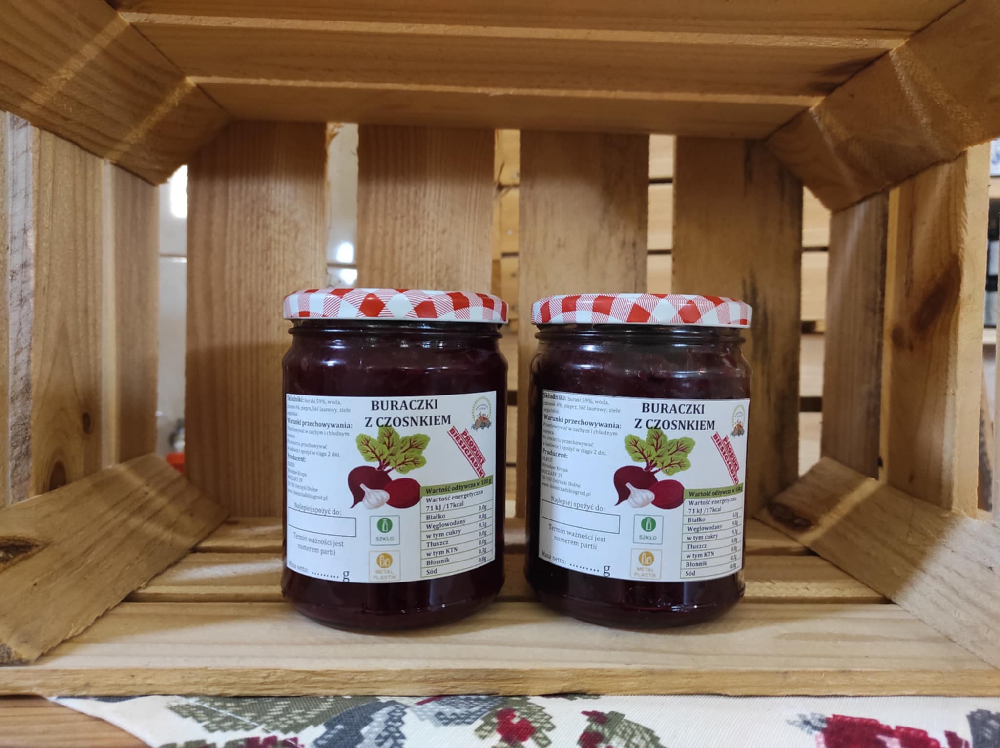 Składniki: buraki 59%, woda,
czosnek 4%, pieprz, liść laurowy, ziele
angielskie.
Warunki przechowywania:
Przechowywać w suchym i chłodnym
miejscu.
Po otwarciu przechowywać
w lodówce i spożyć w ciągu 2 dni.
Producent:
Mirosław Krupa
MOCZARY 39
38-700 Ustrzyki Dolne
www.bieszczadzkiogrod.pl
Najlepiej spożyć do:
Termin ważności jest
numerem partii
Masa netto: ......... g
BURACZKI
Z CZOSNKIEM
PRODUKT
BIESZCZADZKI
SZKŁO
METAL
PLASTIK
Wartość odżywcza w 100 g
Wartość energetyczna
71 kJ /17kcal
Białko 0,0g
Węglowodany 9,8g
w tym cukry 9,3g
Tłuszcz 0,0g
w tym KTN 0,0g
Błonnik 0,3g
Sód 0,0g
Składniki: buraki 59%, woda,
czosnek 4%, pieprz, liść laurowy, ziele
angielskie.
Warunki przechowywania:
Przechowywać w suchym i chłodnym
miejscu.
Po otwarciu przechowywać
w lodówce i spożyć w ciągu 2 dni.
Producent:
OLBUD
Mirosław Krupa
MOCZARY 39
38-700 Ustrzyki Dolne
www.bieszczadzkiogrod.pl
Najlepiej spożyć do:
Termin ważności jest
numerem partii
Masa netto: ......... g
BURACZKI
Z CZOSNKIEM
PRODUKT
BIESZCZADZKI
SZKŁO
METAL
PLASTIK
Wartość odżywcza w 100 g
Wartość energetyczna
71 kJ /17kcal
Białko 0,0g
Węglowodany 9,8g
w tym cukry 9,3g
Tłuszcz 0,0g
w tym KTN 0,0g
Błonnik 0,3g
Sód 0,0g